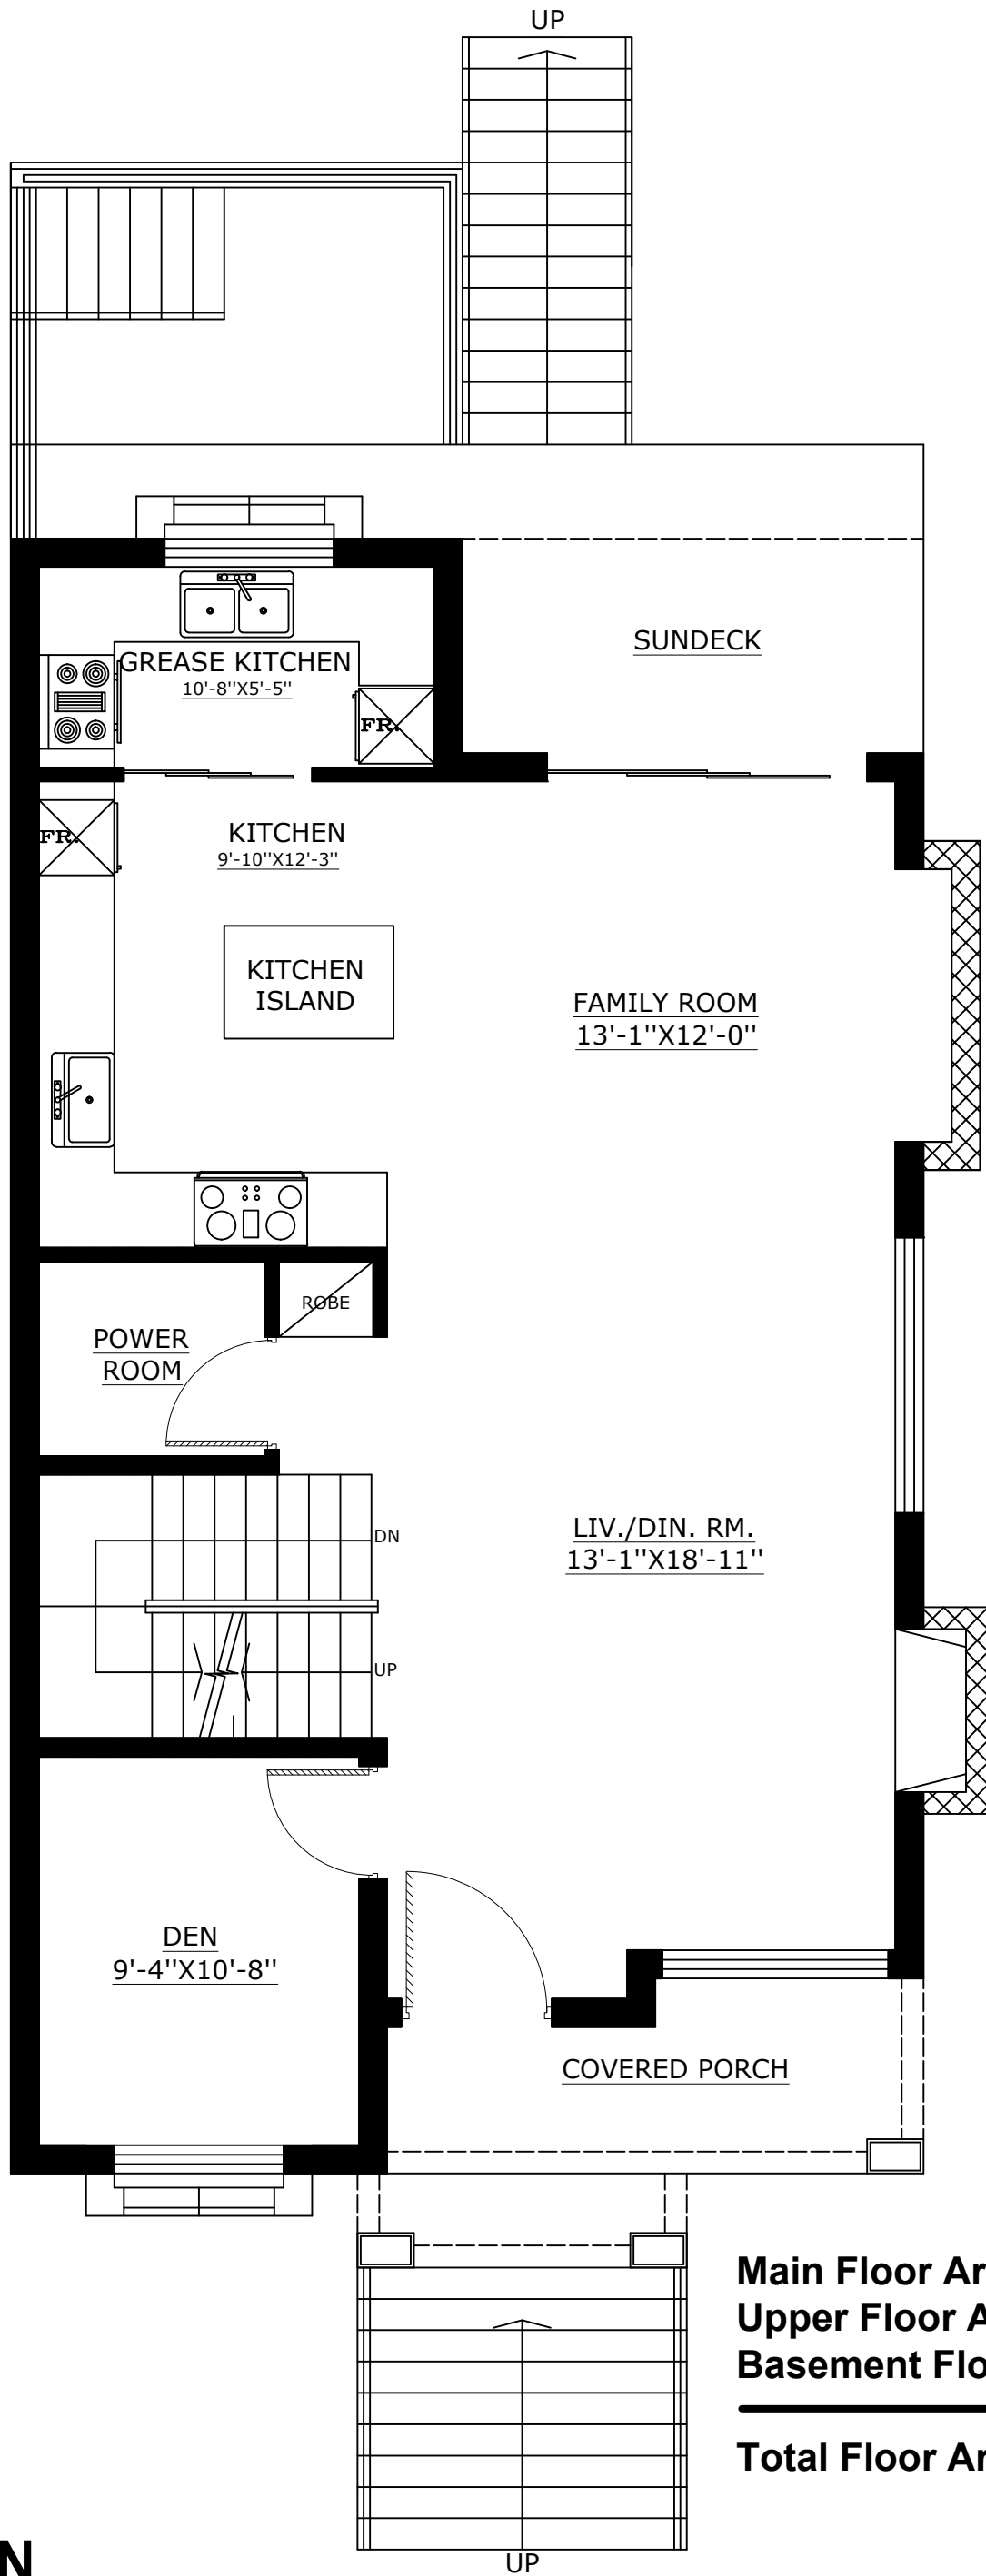 UP
SUNDECK
GREASE KITCHEN
10'-8"X5'-5"
FR.
FR.
KITCHEN
9'-10"X12'-3"
KITCHEN
ISLAND
FAMILY ROOM
13'-1"X12'-0"
ROBE
POWER
ROOM
LIV./DIN. RM.
13'-1"X18'-11"
DN
UP
DEN
9'-4"X10'-8"
COVERED PORCH
Main Floor Ar
Upper Floor A
Basement Flo
Total Floor Ar
N
UP